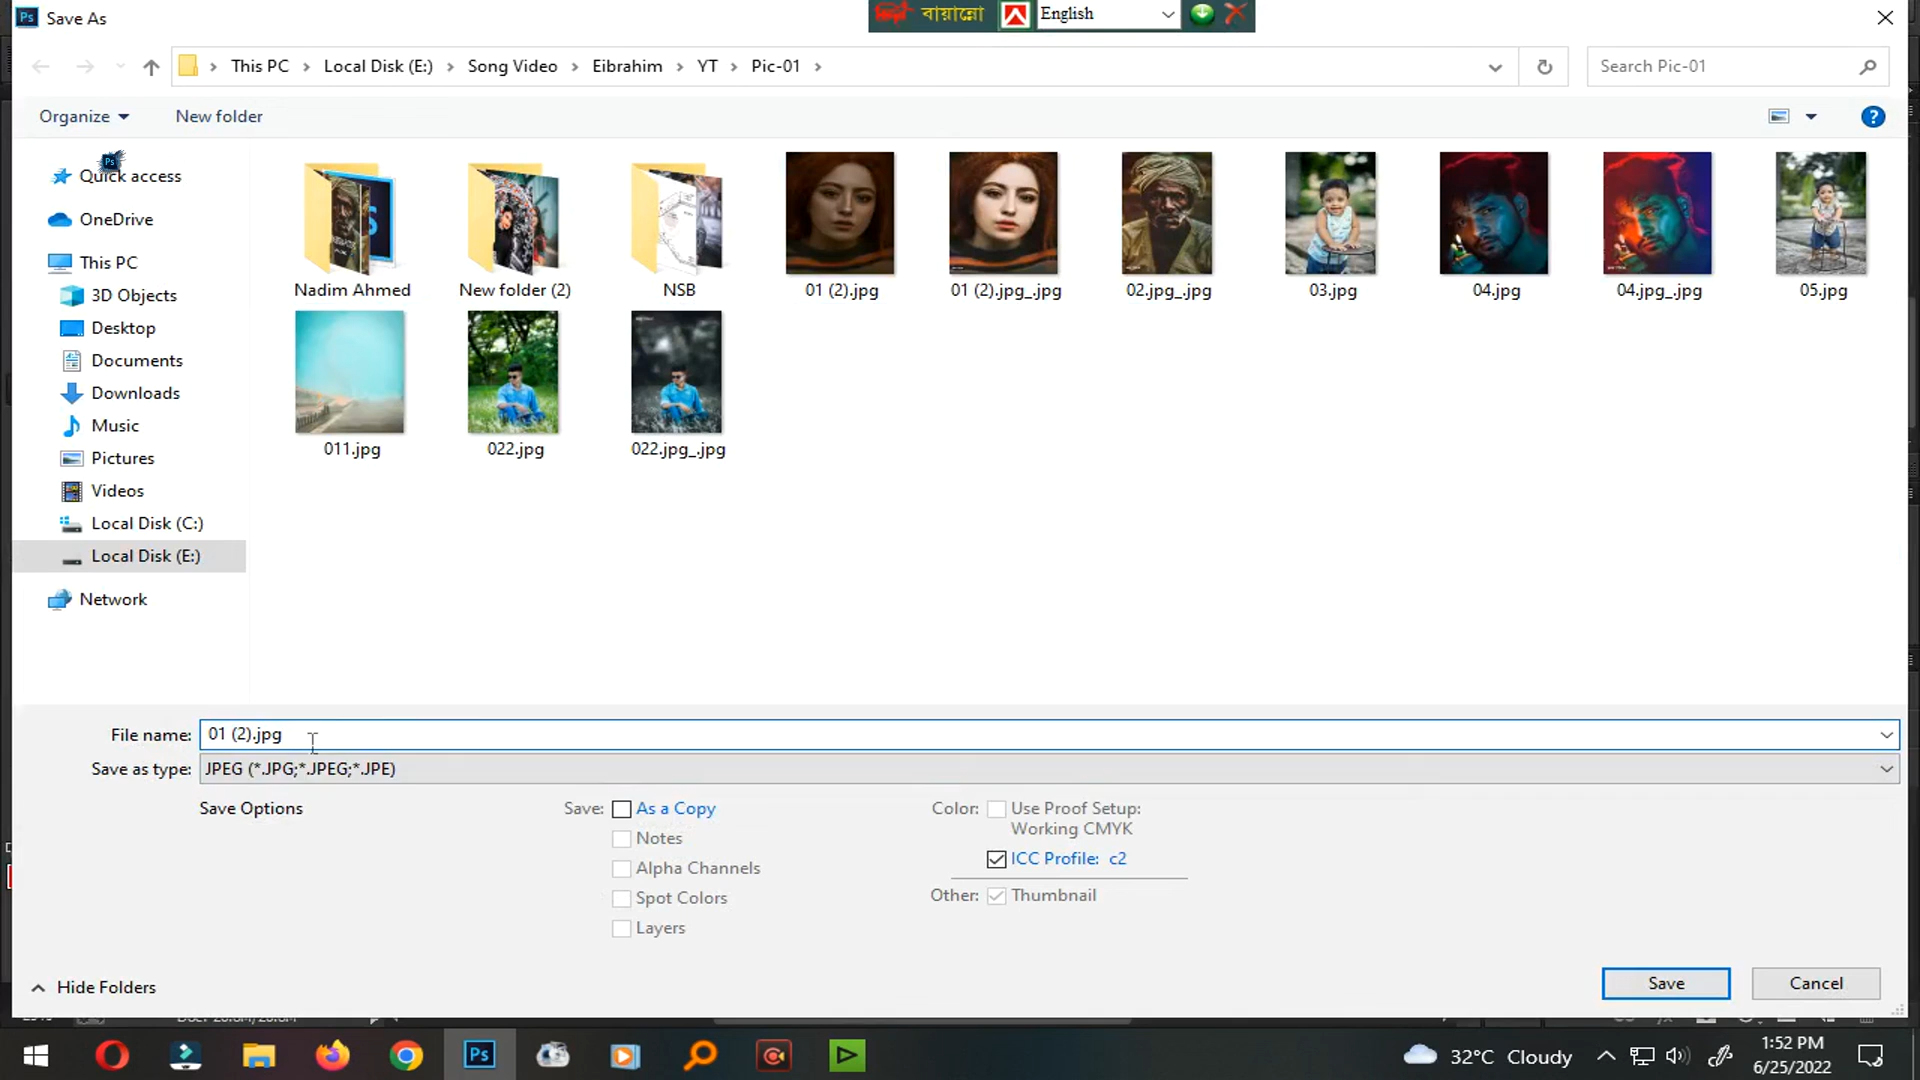 Save As
বায়ান্নো
English
This PC
Local Disk (E:)
Song Video
Eibrahim
YT
Pic-01
Search Pic-01
Organize
New folder
Quick access
OneDrive
This PC
3D Objects
Desktop
Documents
Downloads
Music
Pictures
Videos
Local Disk (C:)
Local Disk (E:)
Network
Nadim Ahmed
New folder (2)
NSB
01 (2).jpg
01 (2).jpg_.jpg
02.jpg_.jpg
03.jpg
04.jpg
04.jpg_.jpg
05.jpg
011.jpg
022.jpg
022.jpg_.jpg
File name: 01 (2).jpg
Save as type: JPEG (*.JPG;*.JPEG;*.JPE)
Save Options
Save: As a Copy
Notes
Alpha Channels
Spot Colors
Layers
Color: Use Proof Setup:
Working CMYK
ICC Profile: c2
Other: Thumbnail
Hide Folders
Save
Cancel
Ps
32°C Cloudy
1:52 PM
6/25/2022